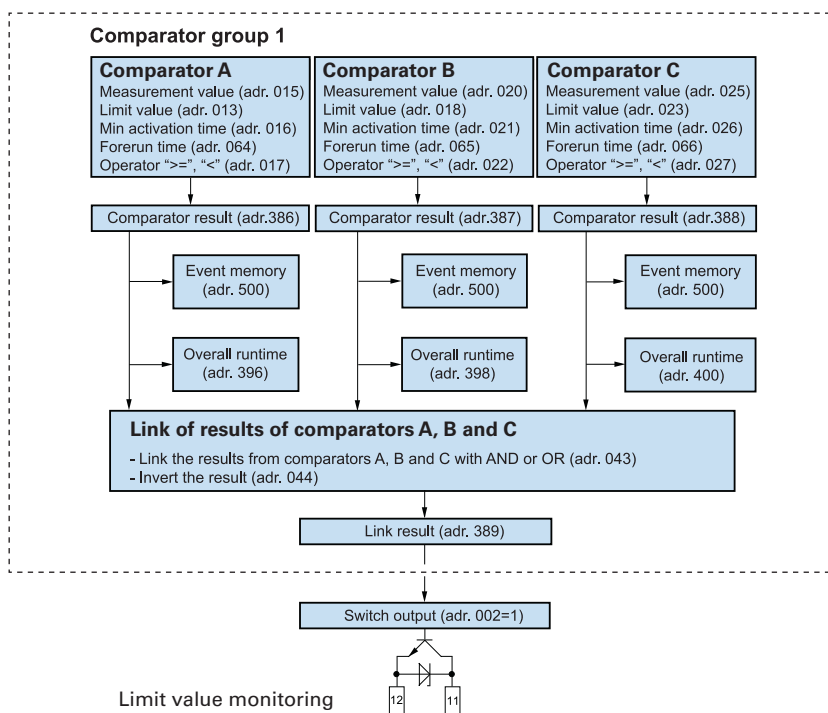 Comparator group 1
Comparator A
Measurement value (adr. 015)
Limit value (adr. 013)
Min activation time (adr. 016)
Forerun time (adr. 064)
Operator “>=”, “<” (adr. 017)
Comparator B
Measurement value (adr. 020)
Limit value (adr. 018)
Min activation time (adr. 021)
Forerun time (adr. 065)
Operator “>=”, “<” (adr. 022)
Comparator C
Measurement value (adr. 025)
Limit value (adr. 023)
Min activation time (adr. 026)
Forerun time (adr. 066)
Operator “>=”, “<” (adr. 027)
Comparator result (adr.386)
Comparator result (adr.387)
Comparator result (adr.388)
Event memory
(adr. 500)
Event memory
(adr. 500)
Event memory
(adr. 500)
Overall runtime
(adr. 396)
Overall runtime
(adr. 398)
Overall runtime
(adr. 400)
Link of results of comparators A, B and C
- Link the results from comparators A, B and C with AND or OR (adr. 043)
- Invert the result (adr. 044)
Link result (adr. 389)
Switch output (adr. 002=1)
Limit value monitoring
12
11